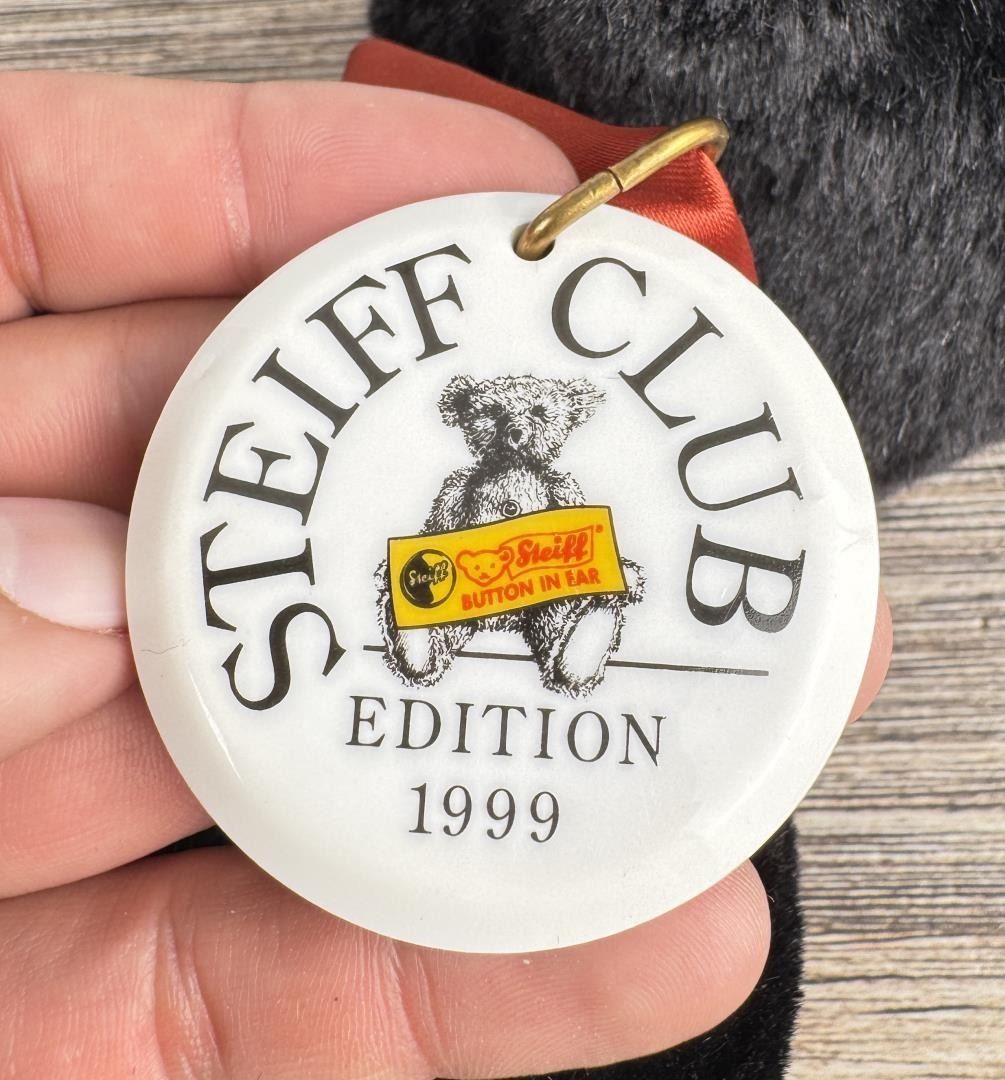 STEIFF CLUB
Steiff
Steiff®
BUTTON IN EAR
EDITION
1999